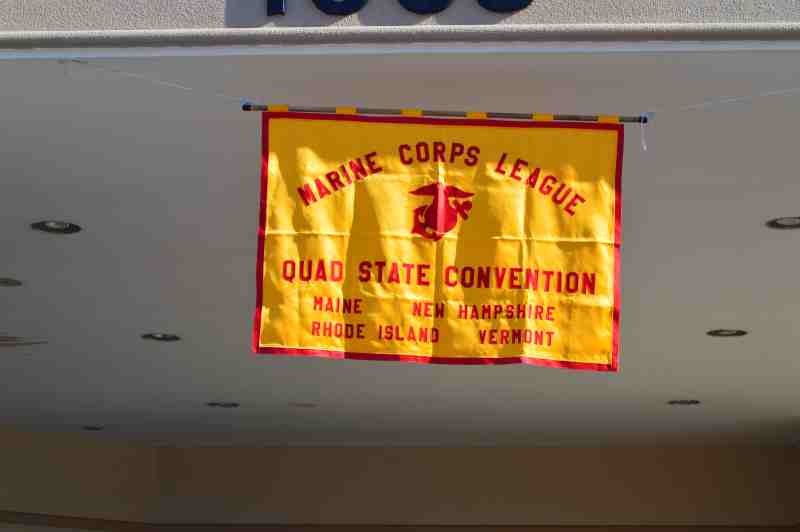 MARINE CORPS LEAGUE
QUAD STATE CONVENTION
MAINE NEW HAMPSHIRE
RHODE ISLAND VERMONT